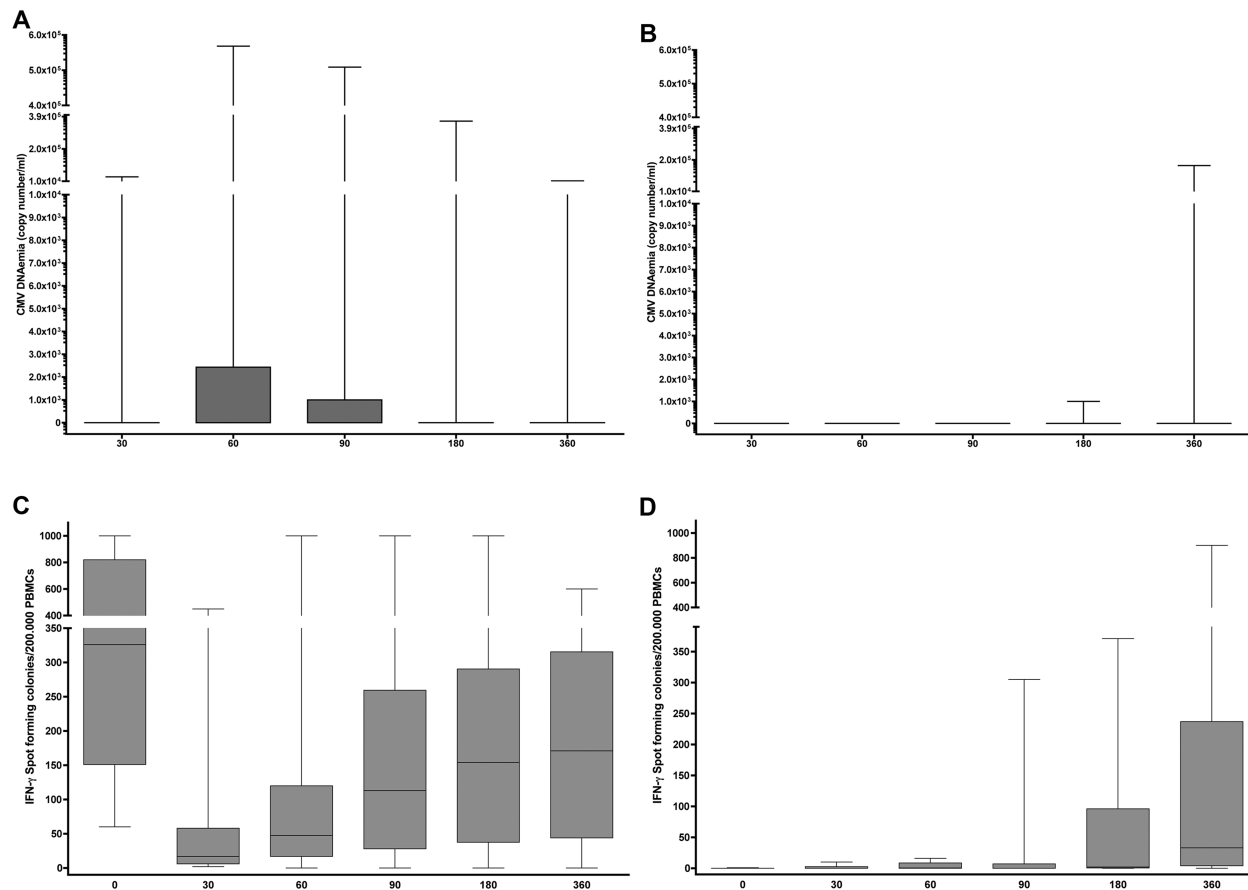 A
CMV DNAemia (copy number/ml)
6.0x10⁵
5.0x10⁵
4.0x10⁵
3.9x10⁵
2.0x10⁵
1.0x10⁴
1.0x10⁴
9.0x10³
8.0x10³
7.0x10³
6.0x10³
5.0x10³
4.0x10³
3.0x10³
2.0x10³
1.0x10³
0
30 60 90 180 360
B
CMV DNAemia (copy number/ml)
6.0x10⁵
5.0x10⁵
4.0x10⁵
3.9x10⁵
2.0x10⁵
1.0x10⁴
1.0x10⁴
9.0x10³
8.0x10³
7.0x10³
6.0x10³
5.0x10³
4.0x10³
3.0x10³
2.0x10³
1.0x10³
0
30 60 90 180 360
C
IFN-γ Spot forming colonies/200.000 PBMCs
1000
800
600
400
350
300
250
200
150
100
50
0
0 30 60 90 180 360
D
IFN-γ Spot forming colonies/200.000 PBMCs
1000
800
600
400
350
300
250
200
150
100
50
0
0 30 60 90 180 360